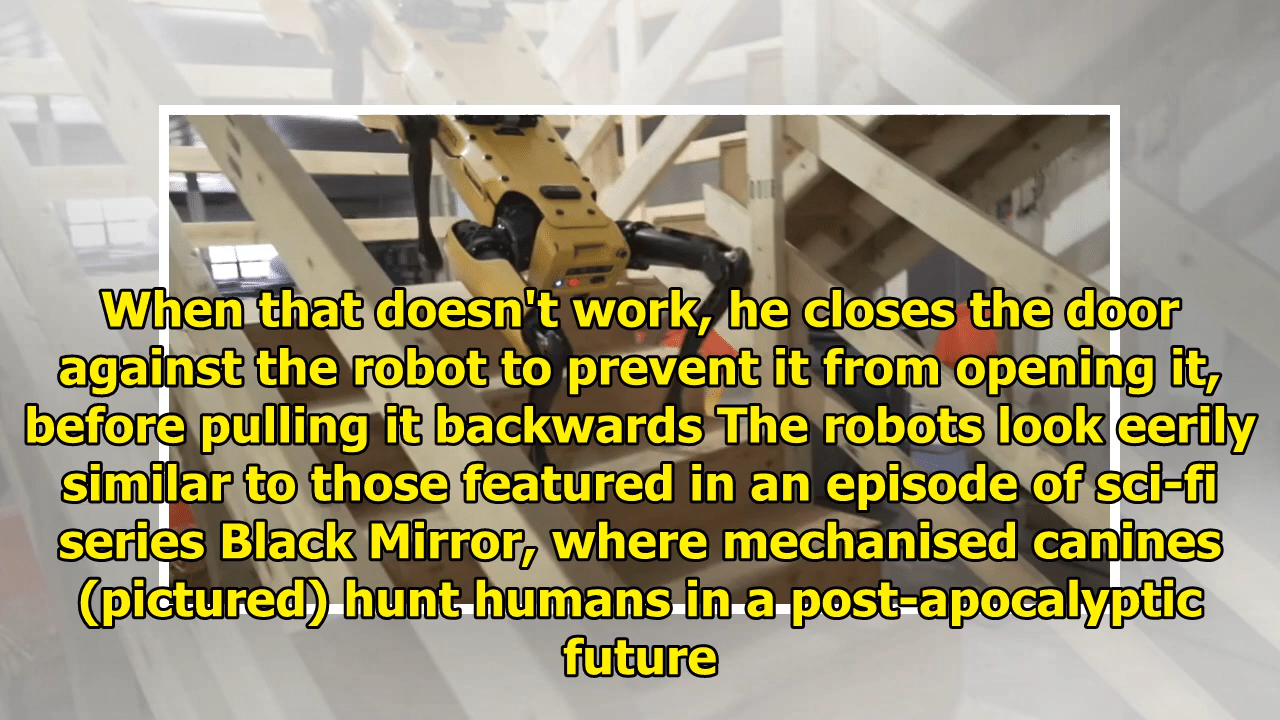 When that doesn't work, he closes the door
against the robot to prevent it from opening it,
before pulling it backwards The robots look eerily
similar to those featured in an episode of sci-fi
series Black Mirror, where mechanised canines
(pictured) hunt humans in a post-apocalyptic
future